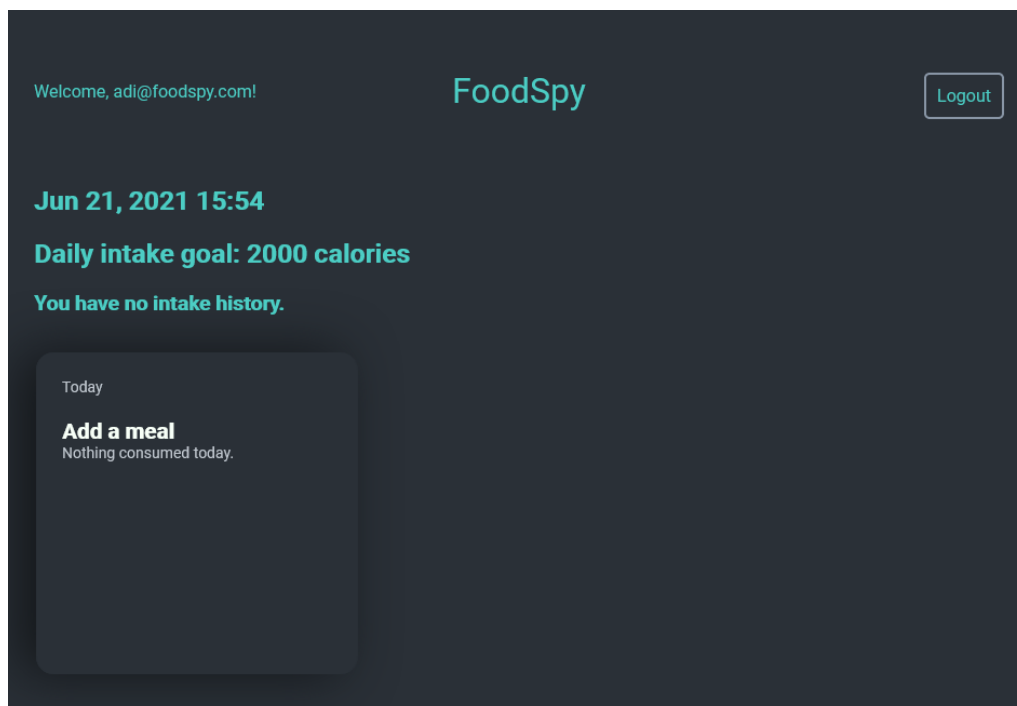 Welcome, adi@foodspy.com!
FoodSpy
Logout
Jun 21, 2021 15:54
Daily intake goal: 2000 calories
You have no intake history.
Today
Add a meal
Nothing consumed today.